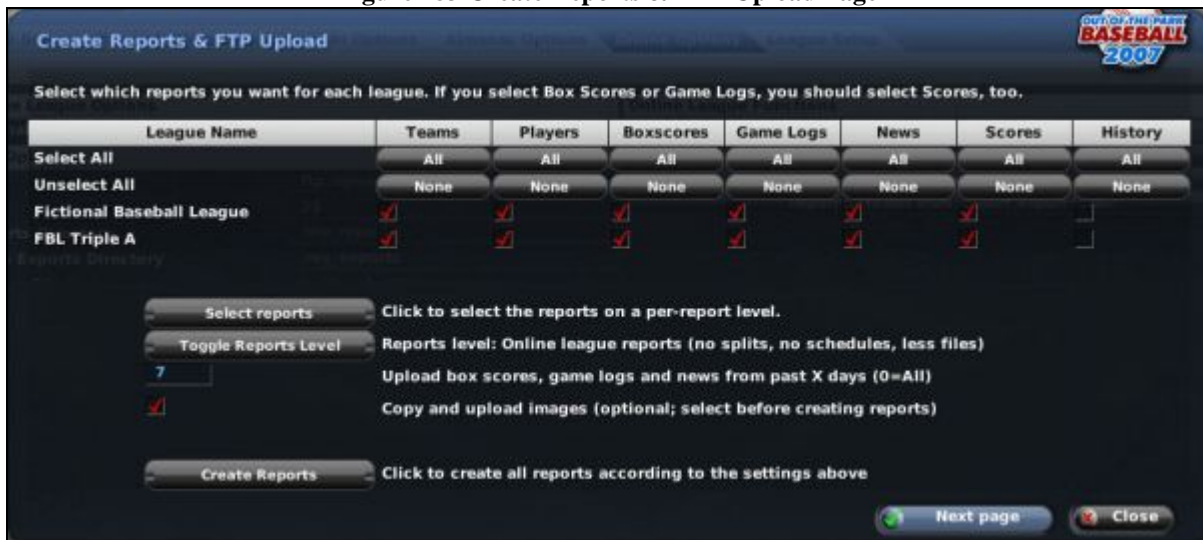 Create Reports & FTP Upload
OUT OF THE PARK
BASEBALL
2007
Select which reports you want for each league. If you select Box Scores or Game Logs, you should select Scores, too.
League Name Teams Players Boxscores Game Logs News Scores History
Select All All All All All All All All
Unselect All None None None None None None None
Fictional Baseball League
FBL Triple A
Select reports Click to select the reports on a per-report level.
Toggle Reports Level Reports level: Online league reports (no splits, no schedules, less files)
7 Upload box scores, game logs and news from past X days (0=All)
Copy and upload images (optional; select before creating reports)
Create Reports Click to create all reports according to the settings above
Next page Close